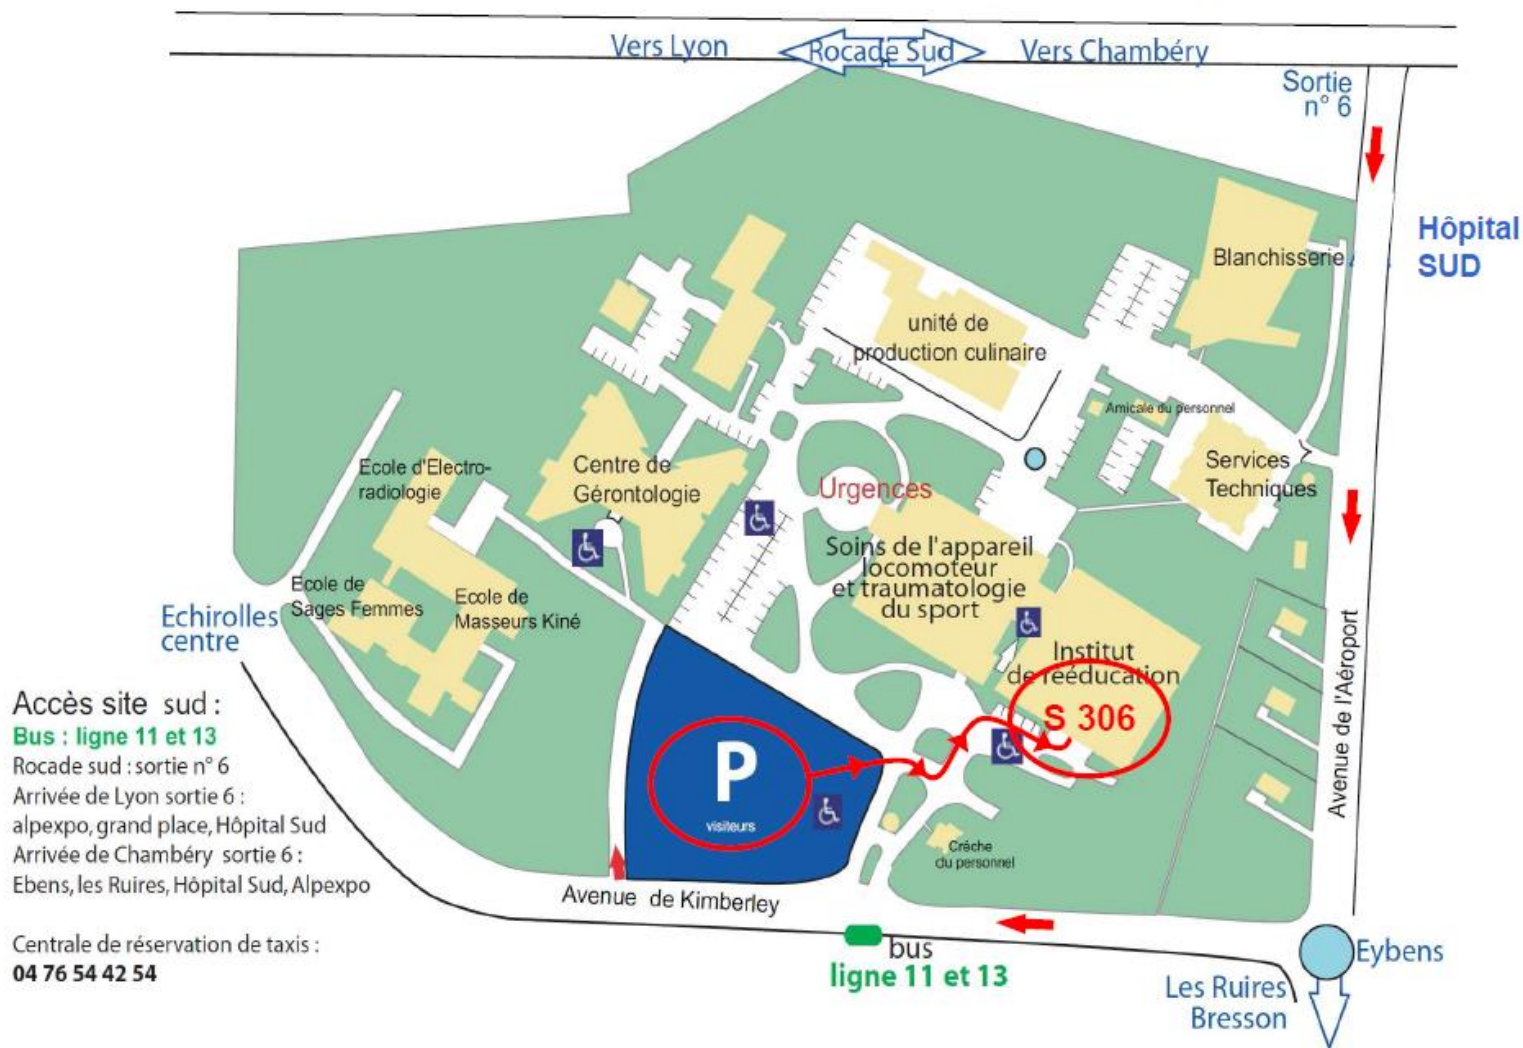 Vers Lyon
Rocade Sud
Vers Chambéry
Sortie
n° 6
Hôpital
SUD
Blanchisserie
unité de
production culinaire
Amicale du personnel
Services
Techniques
Ecole d'Electro-
radiologie
Centre de
Gérontologie
Urgences
Soins de l'appareil
locomoteur
et traumatologie
du sport
Ecole de
Sages Femmes
Ecole de
Masseurs Kiné
Echirolles
centre
Institut
de rééducation
S 306
Avenue de l'Aéroport
Accès site sud :
Bus : ligne 11 et 13
Rocade sud : sortie n° 6
Arrivée de Lyon sortie 6 :
alpexpo, grand place, Hôpital Sud
Arrivée de Chambéry sortie 6 :
Ebens, les Ruires, Hôpital Sud, Alpexpo
Centrale de réservation de taxis :
04 76 54 42 54
P
visiteurs
Crèche
du personnel
Avenue de Kimberley
bus
ligne 11 et 13
Eybens
Les Ruires
Bresson